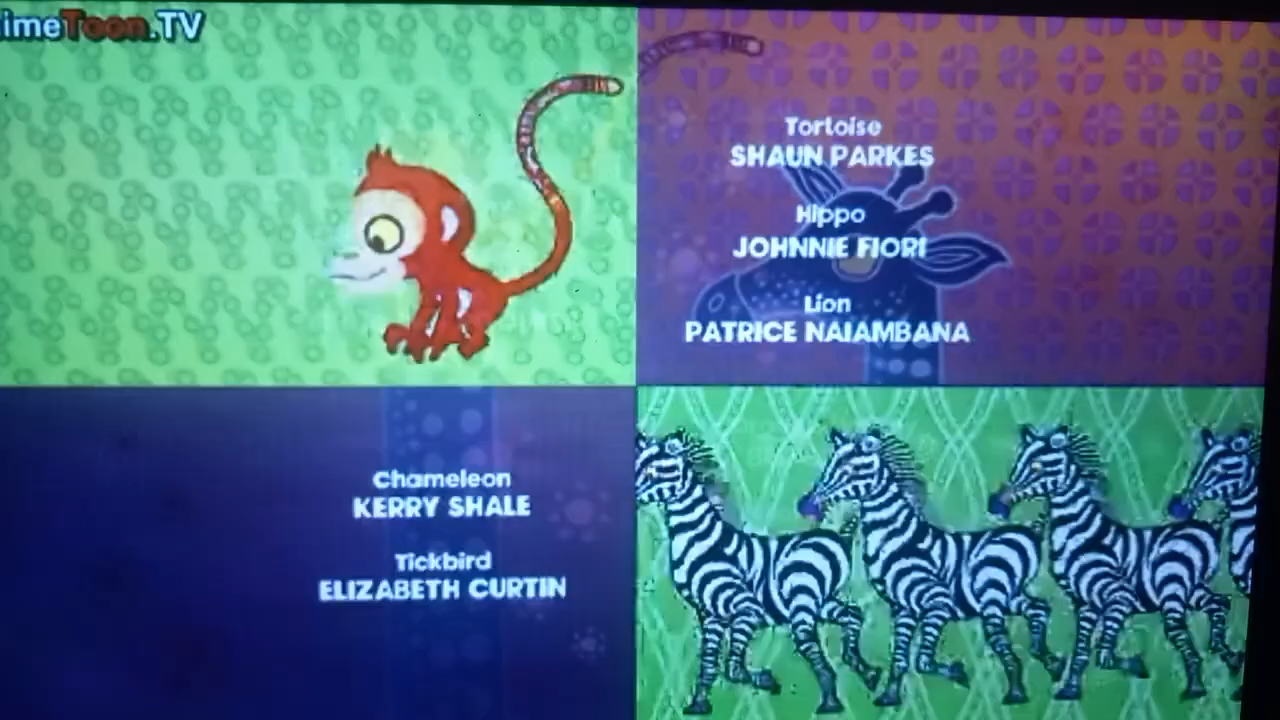 imeToon.TV
Tortoise
SHAUN PARKES
Hippo
JOHNNIE FIORI
Lion
PATRICE NAIAMBANA
Chameleon
KERRY SHALE
Tickbird
ELIZABETH CURTIN